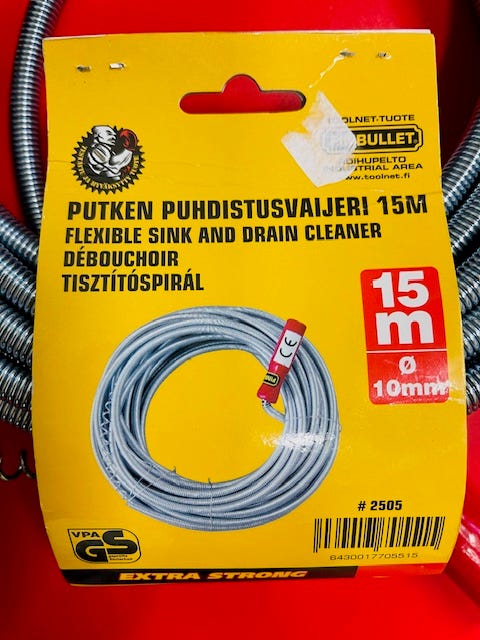 TOOLNET-TUOTE
BULLET
ROIHUPELTO
INDUSTRIAL AREA
www.toolnet.fi
PUTKEN PUHDISTUSVAIJERI 15M
FLEXIBLE SINK AND DRAIN CLEANER
DÉBOUCHOIR
TISZTÍTÓSPIRÁL
15
m
Ø
10mm
CE
# 2505
VPA
GS
6430017705515
EXTRA STRONG